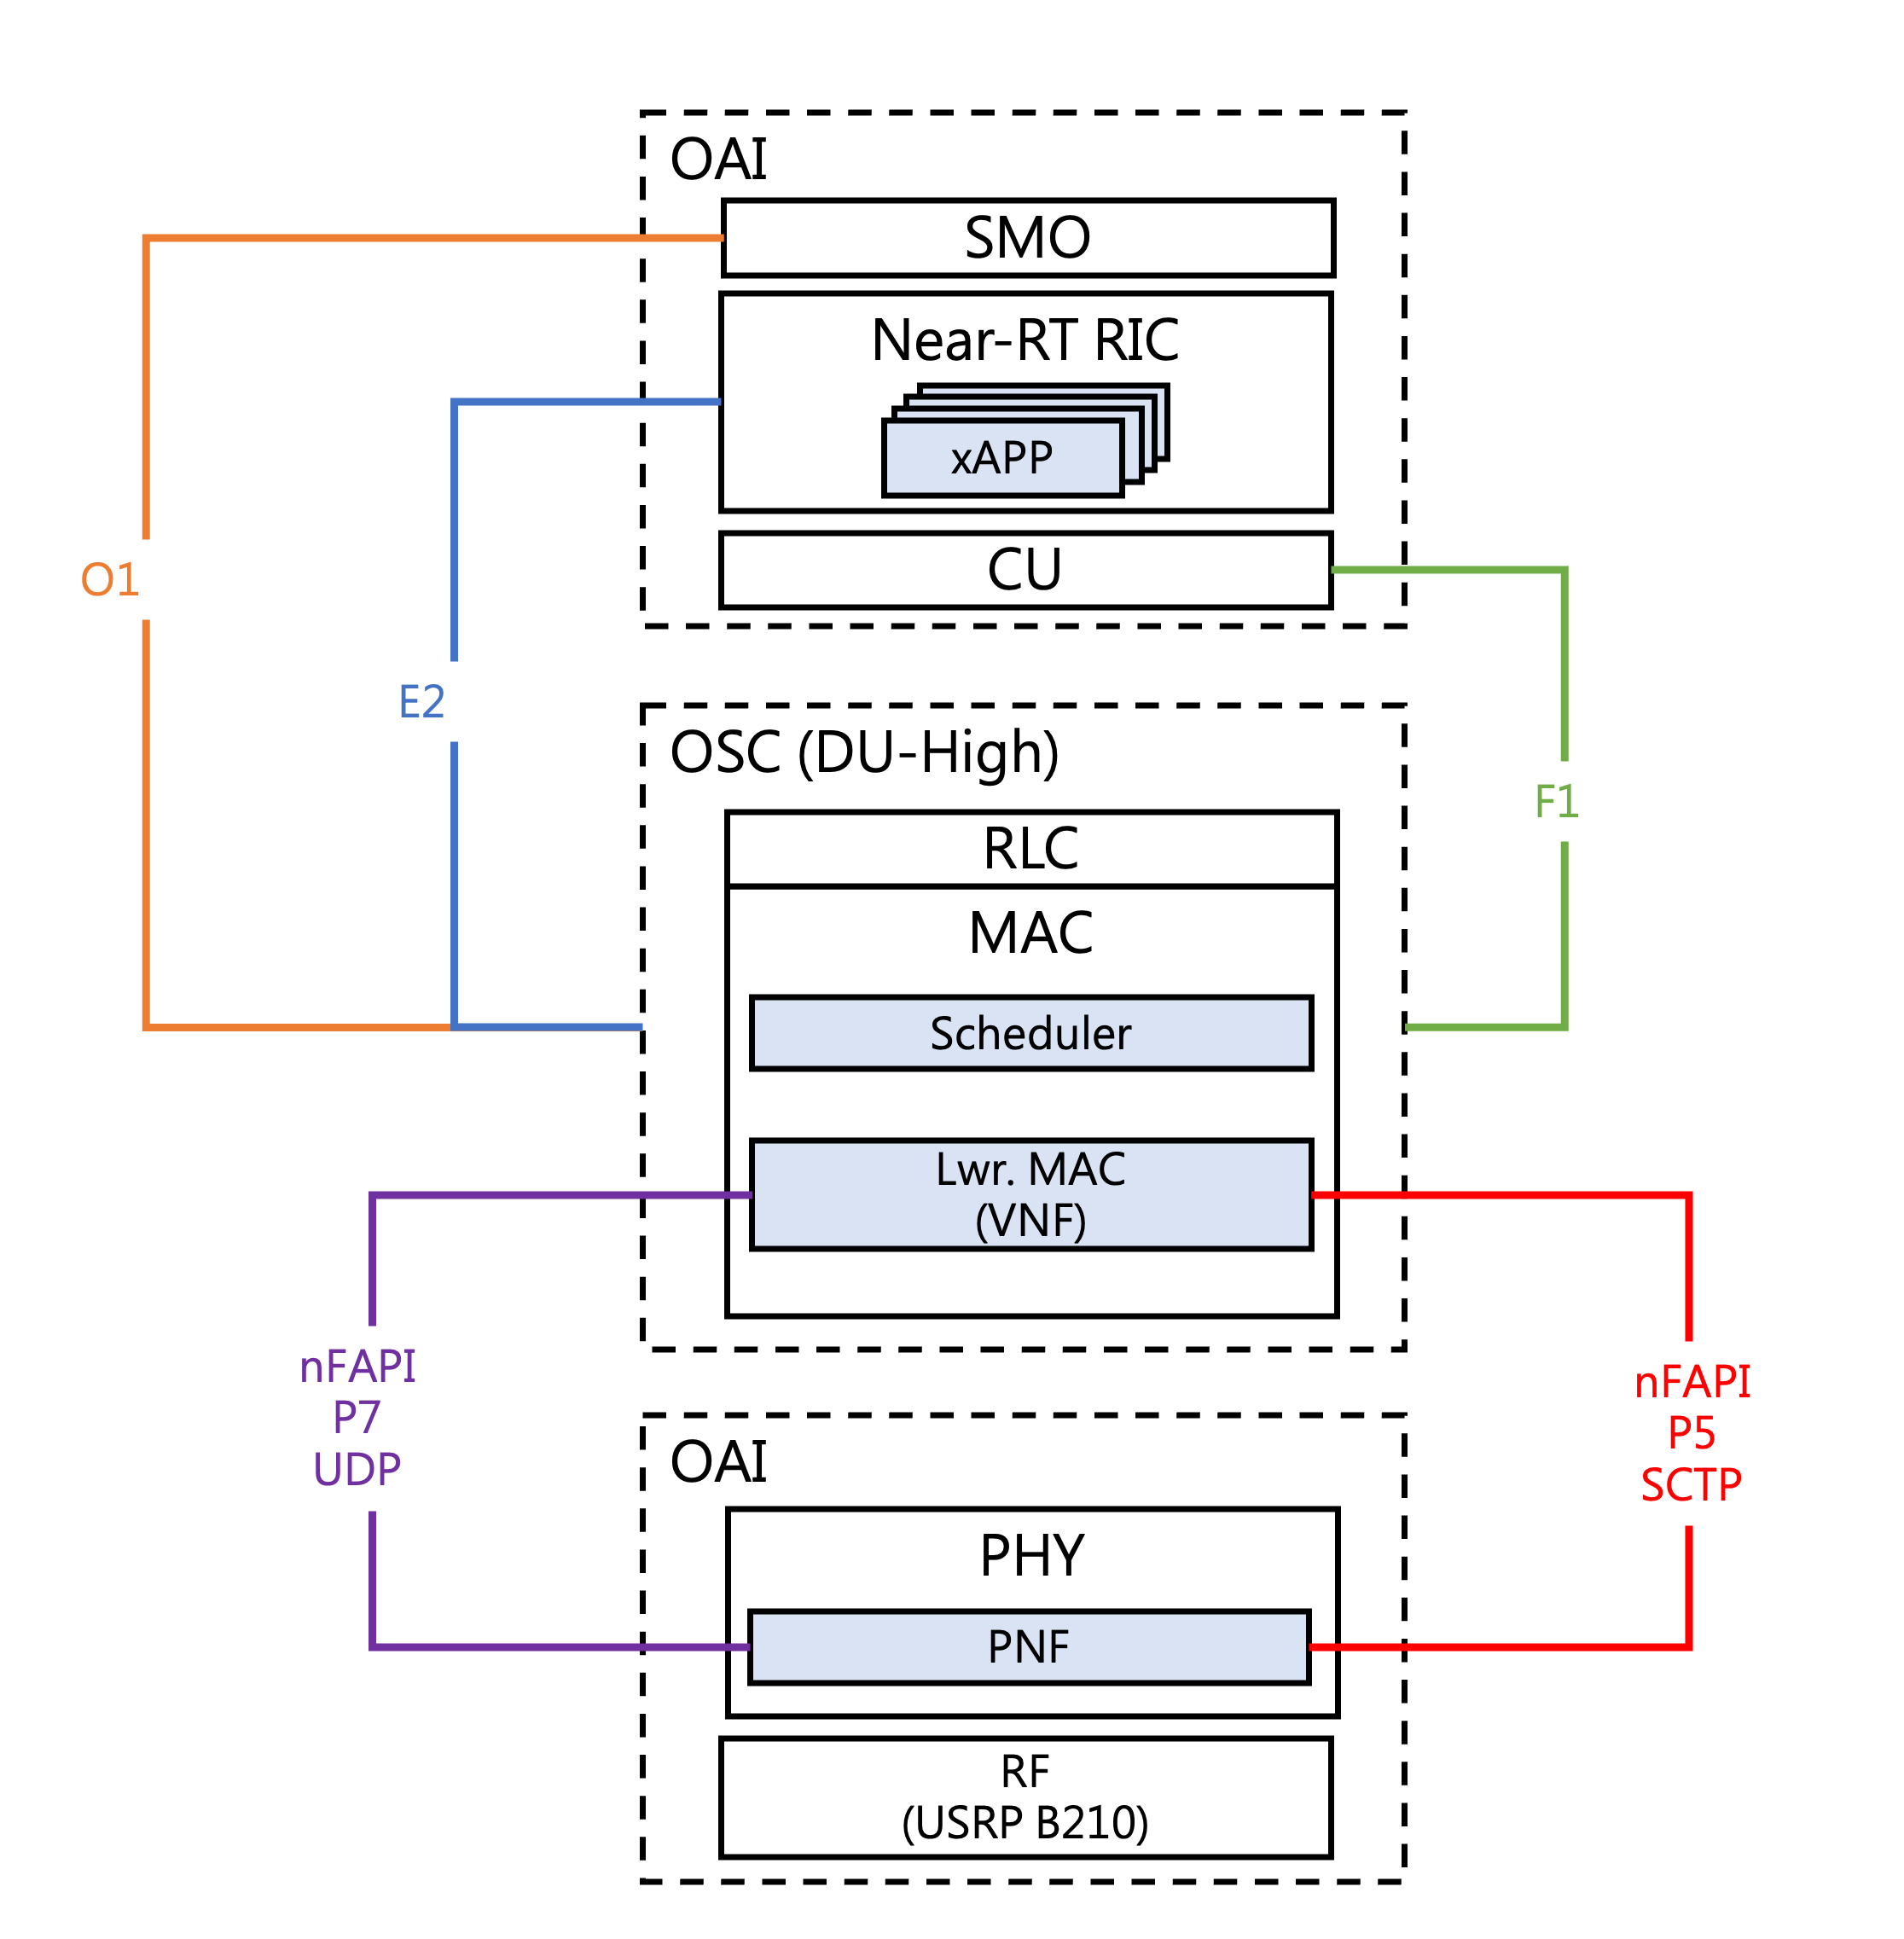 OAI
SMO
Near-RT RIC
xAPP
CU
O1
E2
F1
OSC (DU-High)
RLC
MAC
Scheduler
Lwr. MAC
(VNF)
nFAPI
P7
UDP
nFAPI
P5
SCTP
OAI
PHY
PNF
RF
(USRP B210)